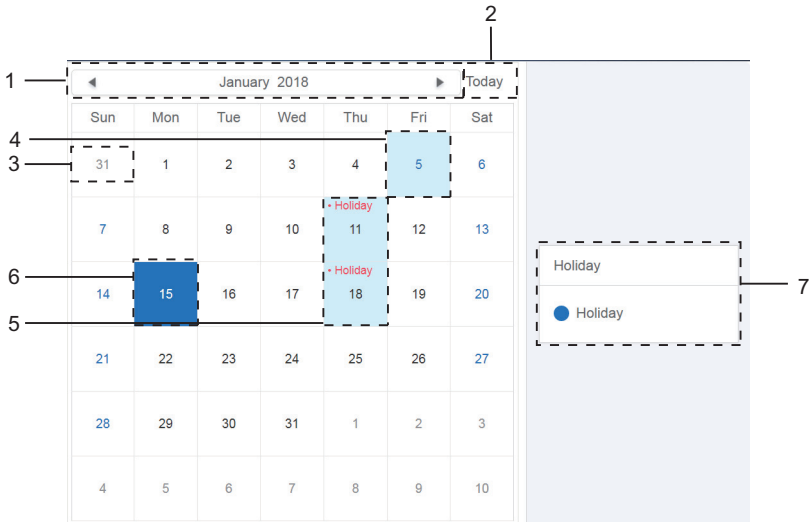 2
1
◀ January 2018 ▶ Today
Sun Mon Tue Wed Thu Fri Sat
4
3
31 1 2 3 4 5 6
• Holiday
7 8 9 10 11 12 13
6
• Holiday
14 15 16 17 18 19 20
5
21 22 23 24 25 26 27
28 29 30 31 1 2 3
4 5 6 7 8 9 10
Holiday
Holiday
7